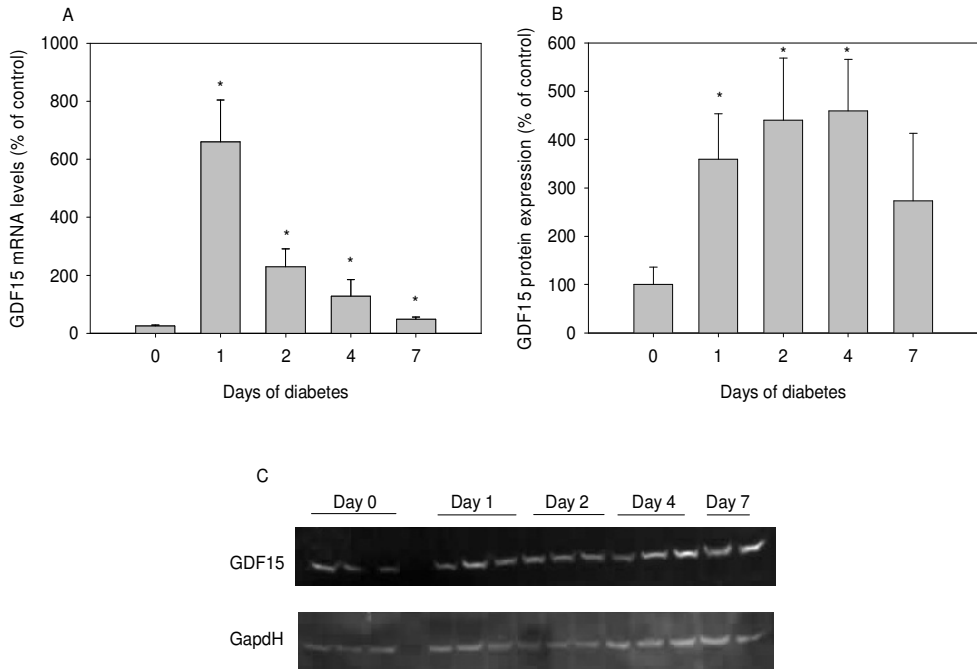 A
GDF15 mRNA levels (% of control)
1000
800
600
400
200
0
*
*
*
*
0 1 2 4 7
Days of diabetes
B
GDF15 protein expression (% of control)
600
500
400
300
200
100
0
*
*
*
0 1 2 4 7
Days of diabetes
C
Day 0 Day 1 Day 2 Day 4 Day 7
GDF15
GapdH